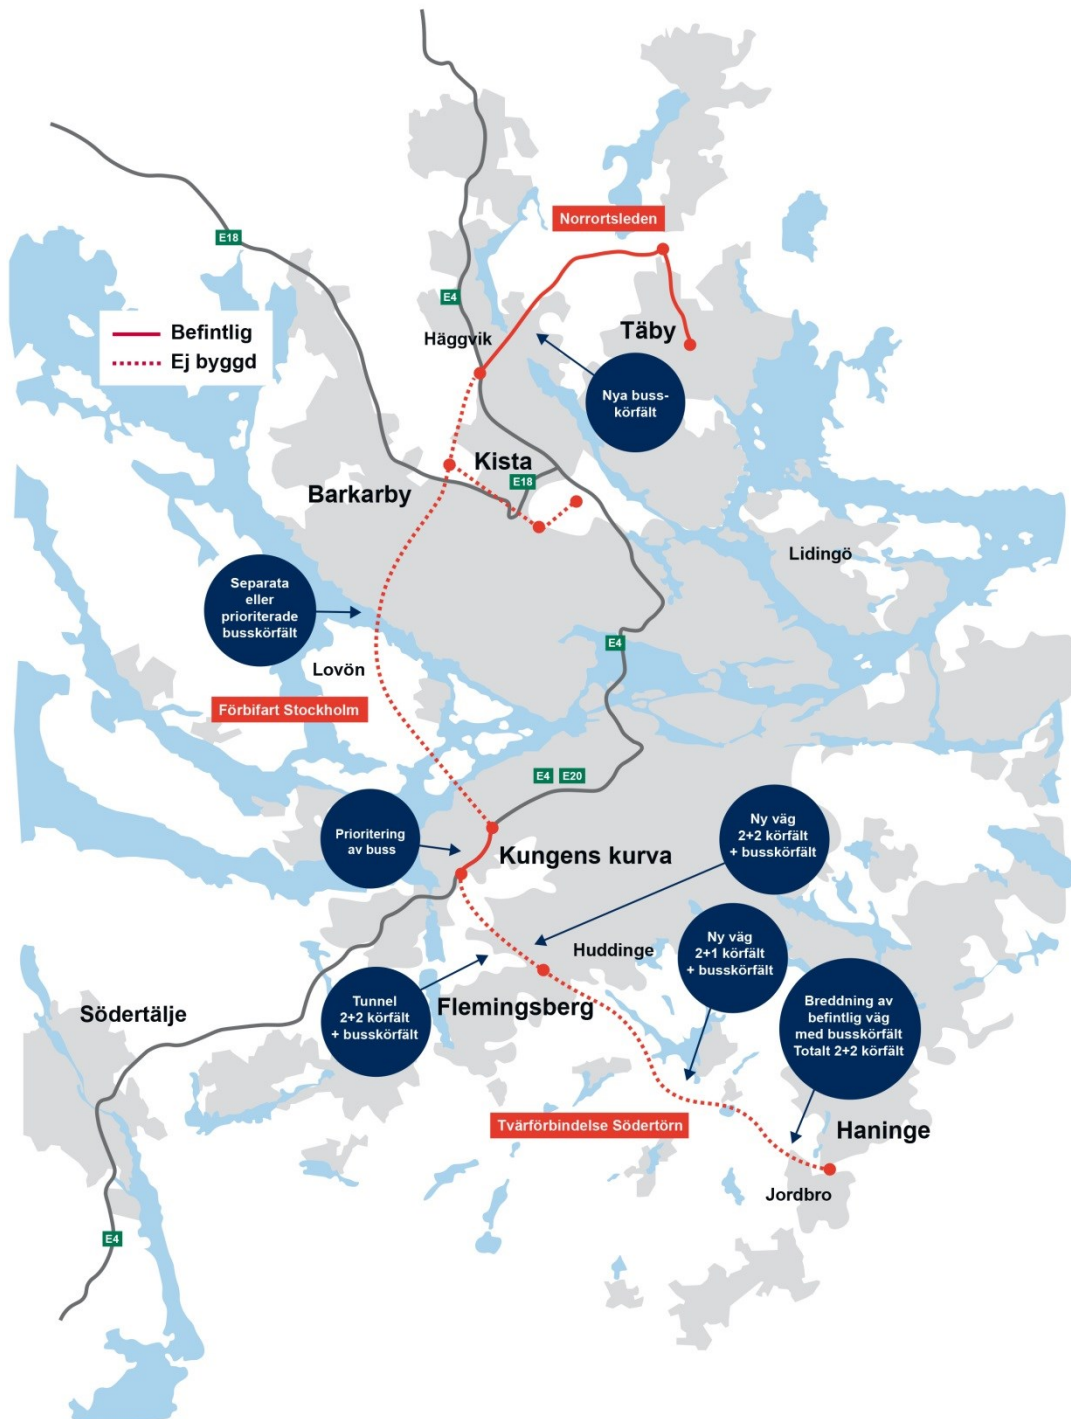 Norrortsleden
E18
E4
Befintlig
Ej byggd
Häggvik
Täby
Nya buss-
körfält
Kista
E18
Barkarby
Lidingö
Separata
eller
prioriterade
busskörfält
E4
Lovön
Förbifart Stockholm
E4
E20
Prioritering
av buss
Kungens kurva
Ny väg
2+2 körfält
+ busskörfält
Huddinge
Ny väg
2+1 körfält
+ busskörfält
Tunnel
2+2 körfält
+ busskörfält
Flemingsberg
Södertälje
Breddning av
befintlig väg
med busskörfält
Totalt 2+2 körfält
Tvärförbindelse Södertörn
Haninge
Jordbro
E4